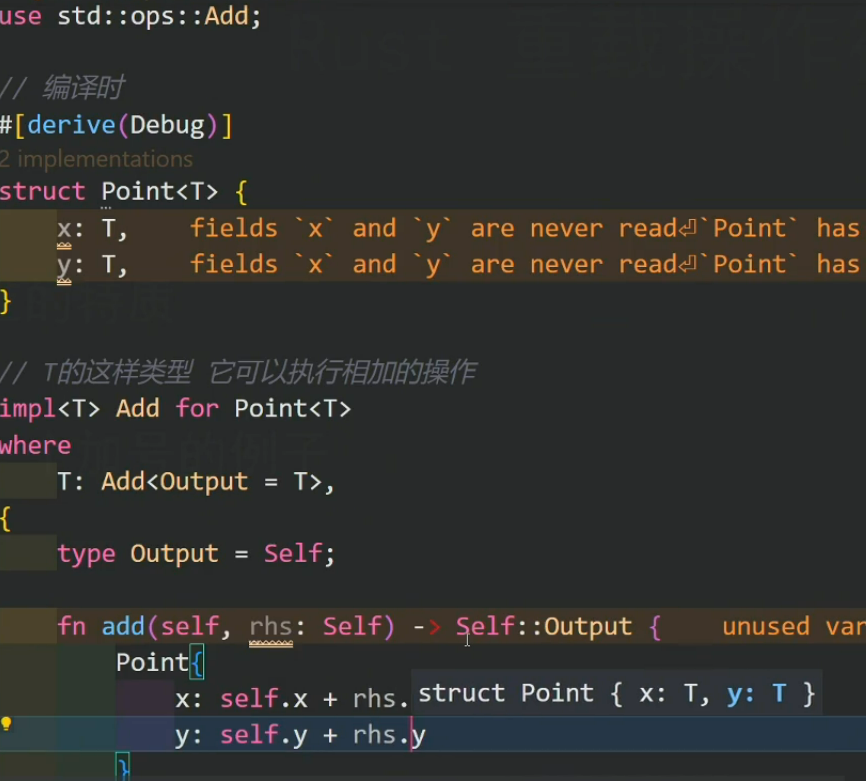 use std::ops::Add;
// 编译时
#[derive(Debug)]
2 implementations
struct Point<T> {
x: T, fields `x` and `y` are never read⏎`Point` has
y: T, fields `x` and `y` are never read⏎`Point` has
}
// T的这样类型 它可以执行相加的操作
impl<T> Add for Point<T>
where
T: Add<Output = T>,
{
type Output = Self;
fn add(self, rhs: Self) -> Self::Output { unused var
Point{
x: self.x + rhs. struct Point { x: T, y: T }
y: self.y + rhs.y
}